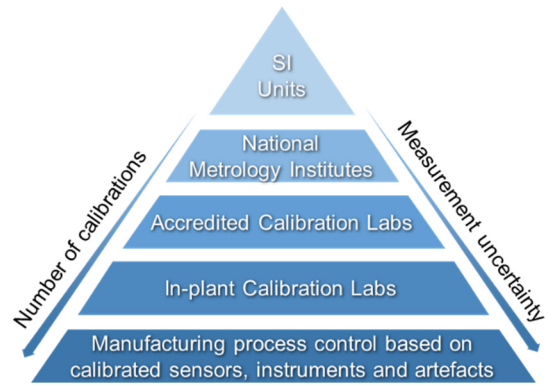 SI
Units
National
Metrology Institutes
Accredited Calibration Labs
In-plant Calibration Labs
Manufacturing process control based on
calibrated sensors, instruments and artefacts
Number of calibrations
Measurement uncertainty